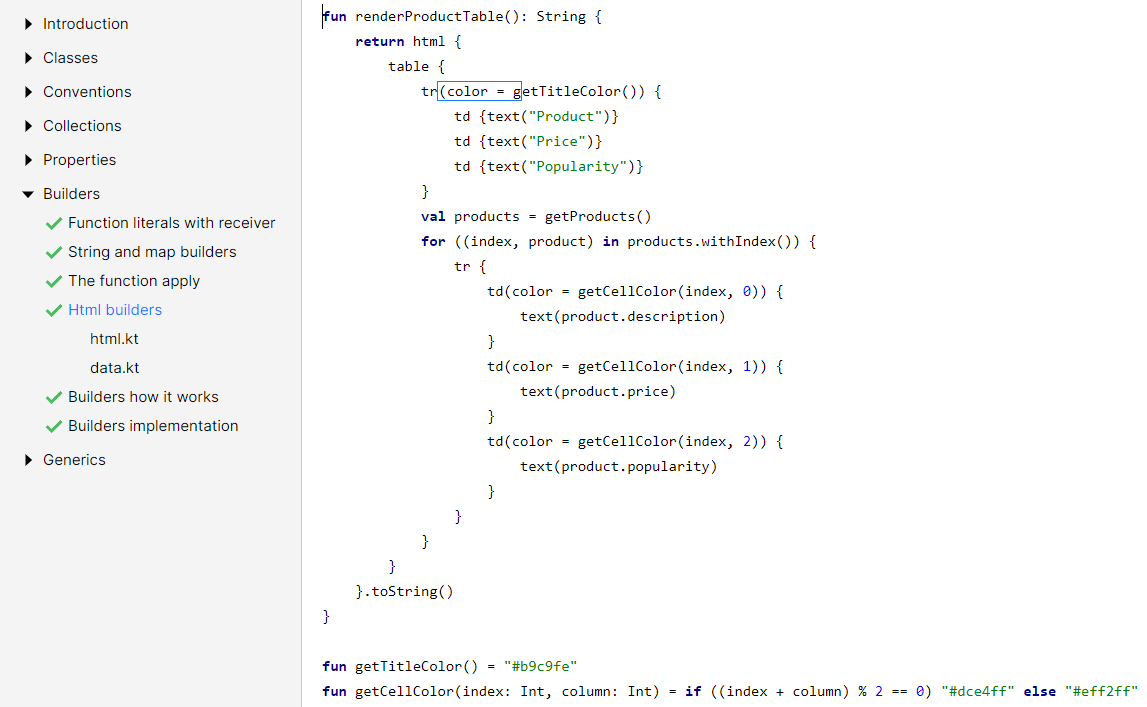 Introduction
Classes
Conventions
Collections
Properties
Builders
Function literals with receiver
String and map builders
The function apply
Html builders
html.kt
data.kt
Builders how it works
Builders implementation
Generics
fun renderProductTable(): String {
    return html {
        table {
            tr(color = getTitleColor()) {
                td {text("Product")}
                td {text("Price")}
                td {text("Popularity")}
            }
            val products = getProducts()
            for ((index, product) in products.withIndex()) {
                tr {
                    td(color = getCellColor(index, 0)) {
                        text(product.description)
                    }
                    td(color = getCellColor(index, 1)) {
                        text(product.price)
                    }
                    td(color = getCellColor(index, 2)) {
                        text(product.popularity)
                    }
                }
            }
        }
    }.toString()
}
fun getTitleColor() = "#b9c9fe"
fun getCellColor(index: Int, column: Int) = if ((index + column) % 2 == 0) "#dce4ff" else "#eff2ff"